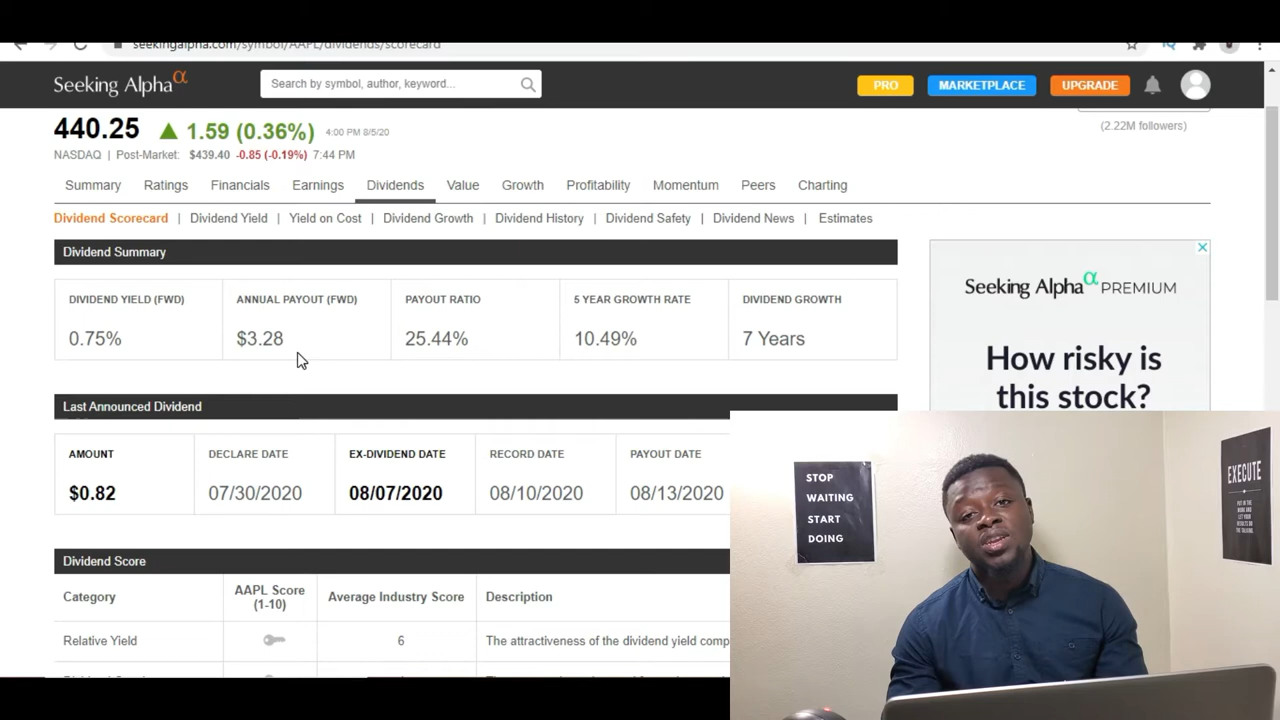 seekingalpha.com/symbol/AAPL/dividends/scorecard
Seeking Alpha α Search by symbol, author, keyword... PRO MARKETPLACE UPGRADE
440.25 ▲ 1.59 (0.36%) 4:00 PM 8/5/20 (2.22M followers)
NASDAQ | Post-Market: $439.40 -0.85 (-0.19%) 7:44 PM
Summary Ratings Financials Earnings Dividends Value Growth Profitability Momentum Peers Charting
Dividend Scorecard | Dividend Yield | Yield on Cost | Dividend Growth | Dividend History | Dividend Safety | Dividend News | Estimates
Dividend Summary
DIVIDEND YIELD (FWD) ANNUAL PAYOUT (FWD) PAYOUT RATIO 5 YEAR GROWTH RATE DIVIDEND GROWTH
0.75% $3.28 25.44% 10.49% 7 Years
Last Announced Dividend
AMOUNT DECLARE DATE EX-DIVIDEND DATE RECORD DATE PAYOUT DATE
$0.82 07/30/2020 08/07/2020 08/10/2020 08/13/2020
Dividend Score
Category AAPL Score (1-10) Average Industry Score Description
Relative Yield 6 The attractiveness of the dividend yield comp
Seeking Alpha α PREMIUM
How risky is
this stock?
STOP
WAITING
START
DOING
EXECUTE